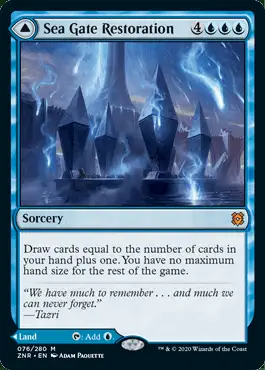 Sea Gate Restoration 4
Sorcery
Draw cards equal to the number of cards in
your hand plus one. You have no maximum
hand size for the rest of the game.
“We have much to remember . . . and much we
can never forget.”
—Tazri
Land : Add
076/280 M
ZNR • EN Adam Paquette
™ & © 2020 Wizards of the Coast